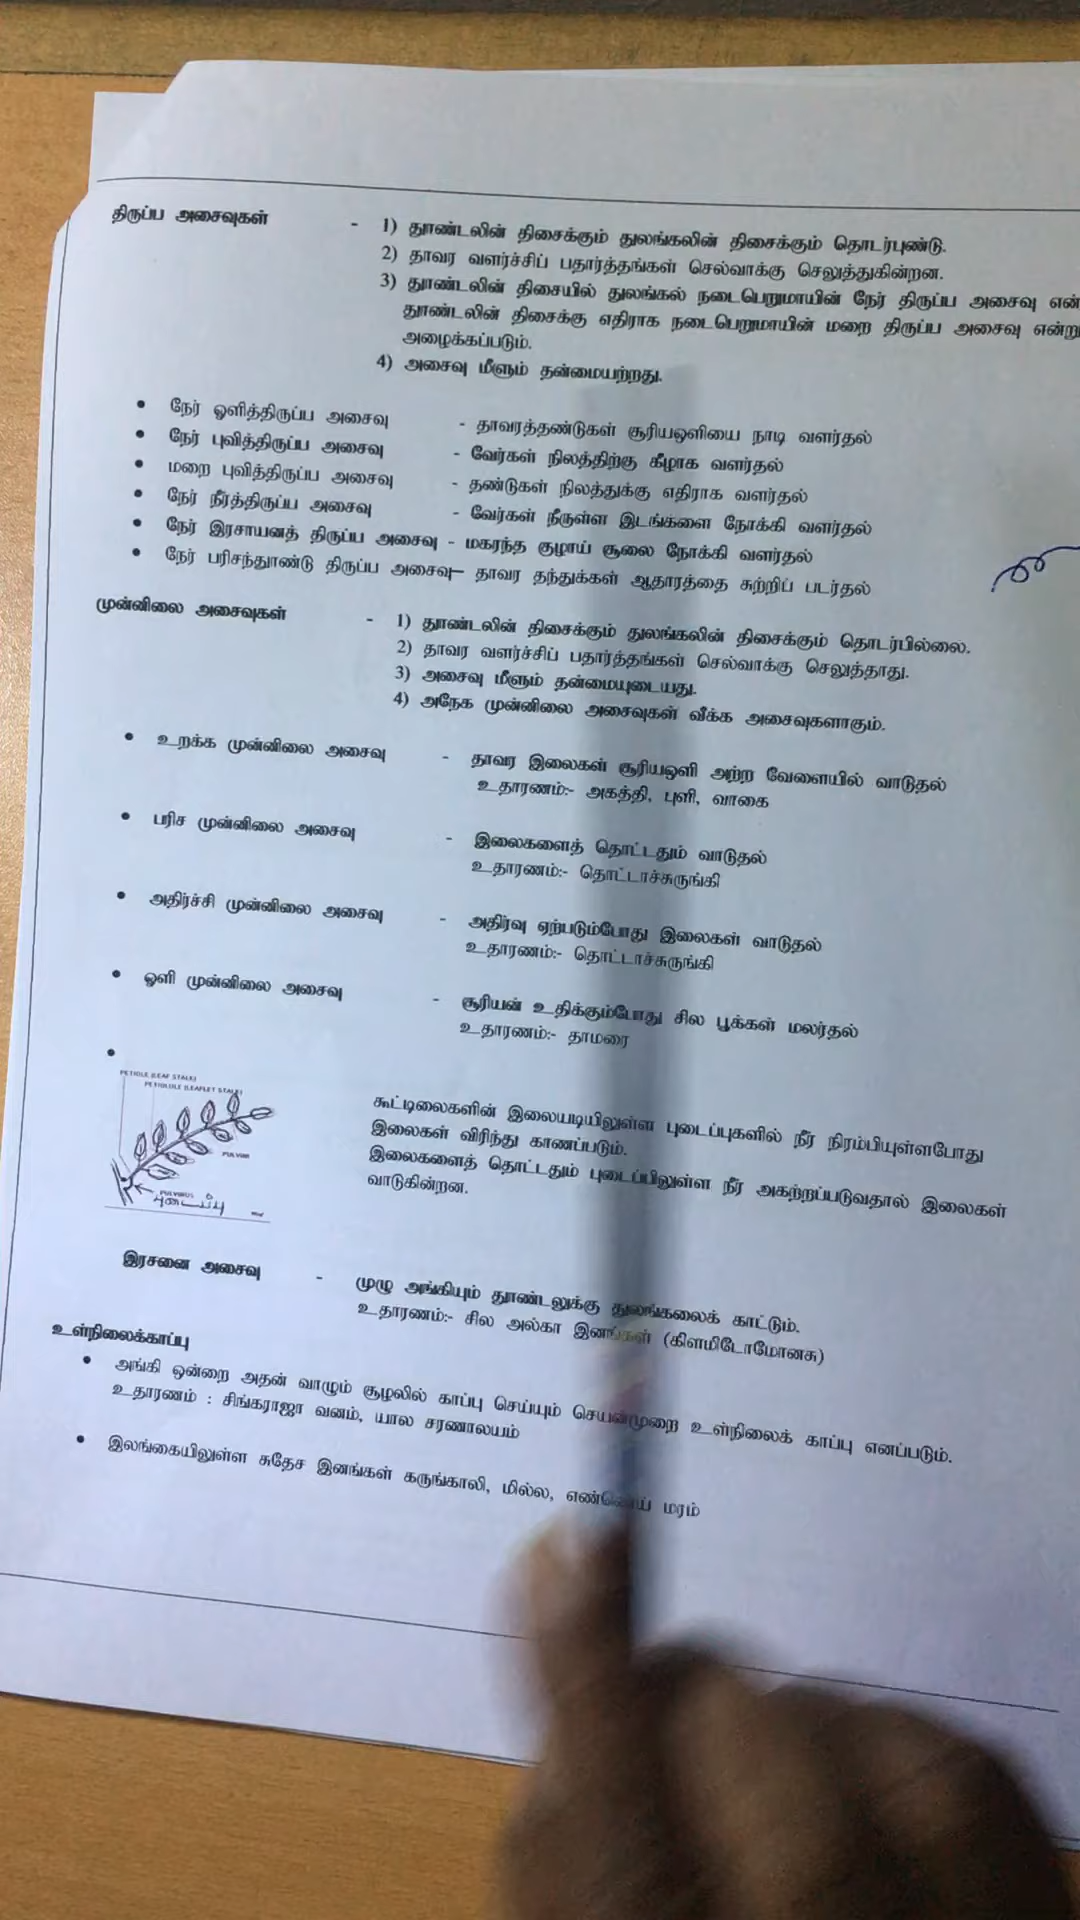 திருப்ப அசைவுகள் - 1) தூண்டலின் திசைக்கும் துலங்கலின் திசைக்கும் தொடர்புண்டு.
2) தாவர வளர்ச்சிப் பதார்த்தங்கள் செல்வாக்கு செலுத்துகின்றன.
3) தூண்டலின் திசையில் துலங்கல் நடைபெறுமாயின் நேர் திருப்ப அசைவு
தூண்டலின் திசைக்கு எதிராக நடைபெறுமாயின் மறை திருப்ப அசைவு என்று
அழைக்கப்படும்.
4) அசைவு மீளும் தன்மையற்றது.
• நேர் ஒளித்திருப்ப அசைவு - தாவரத்தண்டுகள் சூரியஒளியை நாடி வளர்தல்
• நேர் புவித்திருப்ப அசைவு - வேர்கள் நிலத்திற்கு கீழாக வளர்தல்
• மறை புவித்திருப்ப அசைவு - தண்டுகள் நிலத்துக்கு எதிராக வளர்தல்
• நேர் நீர்த்திருப்ப அசைவு - வேர்கள் நீருள்ள இடங்களை நோக்கி வளர்தல்
• நேர் இரசாயனத் திருப்ப அசைவு - மகரந்த குழாய் சூலை நோக்கி வளர்தல்
• நேர் பரிசந்தூண்டு திருப்ப அசைவு– தாவர தந்துக்கள் ஆதாரத்தை சுற்றிப் படர்தல்
முன்னிலை அசைவுகள் - 1) தூண்டலின் திசைக்கும் துலங்கலின் திசைக்கும் தொடர்பில்லை.
2) தாவர வளர்ச்சிப் பதார்த்தங்கள் செல்வாக்கு செலுத்தாது.
3) அசைவு மீளும் தன்மையுடையது.
4) அநேக முன்னிலை அசைவுகள் வீக்க அசைவுகளாகும்.
• உறக்க முன்னிலை அசைவு - தாவர இலைகள் சூரியஒளி அற்ற வேளையில் வாடுதல்
உதாரணம்:- அகத்தி, புளி, வாகை
• பரிச முன்னிலை அசைவு - இலைகளைத் தொட்டதும் வாடுதல்
உதாரணம்:- தொட்டாச்சுருங்கி
• அதிர்ச்சி முன்னிலை அசைவு - அதிர்வு ஏற்படும்போது இலைகள் வாடுதல்
உதாரணம்:- தொட்டாச்சுருங்கி
• ஒளி முன்னிலை அசைவு - சூரியன் உதிக்கும்போது சில பூக்கள் மலர்தல்
உதாரணம்:- தாமரை
PETIOLE (LEAF STALK)
PETIOLULE (LEAFLET STALK)
PULVINI
PULVINUS
புடைப்பு
கூட்டிலைகளின் இலையடியிலுள்ள புடைப்புகளில் நீர் நிரம்பியுள்ளபோது
இலைகள் விரிந்து காணப்படும்.
இலைகளைத் தொட்டதும் புடைப்பிலுள்ள நீர் அகற்றப்படுவதால் இலைகள்
வாடுகின்றன.
இரசனை அசைவு - முழு அங்கியும் தூண்டலுக்கு துலங்கலைக் காட்டும்.
உதாரணம்:- சில அல்கா இனங்கள் (கிளமிடோமோனசு)
உள்நிலைக்காப்பு
• அங்கி ஒன்றை அதன் வாழும் சூழலில் காப்பு செய்யும் செயன்முறை உள்நிலைக் காப்பு எனப்படும்.
உதாரணம் : சிங்கராஜா வனம், யால சரணாலயம்
• இலங்கையிலுள்ள சுதேச இனங்கள் கருங்காலி, மில்ல, எண்ணெய் மரம்